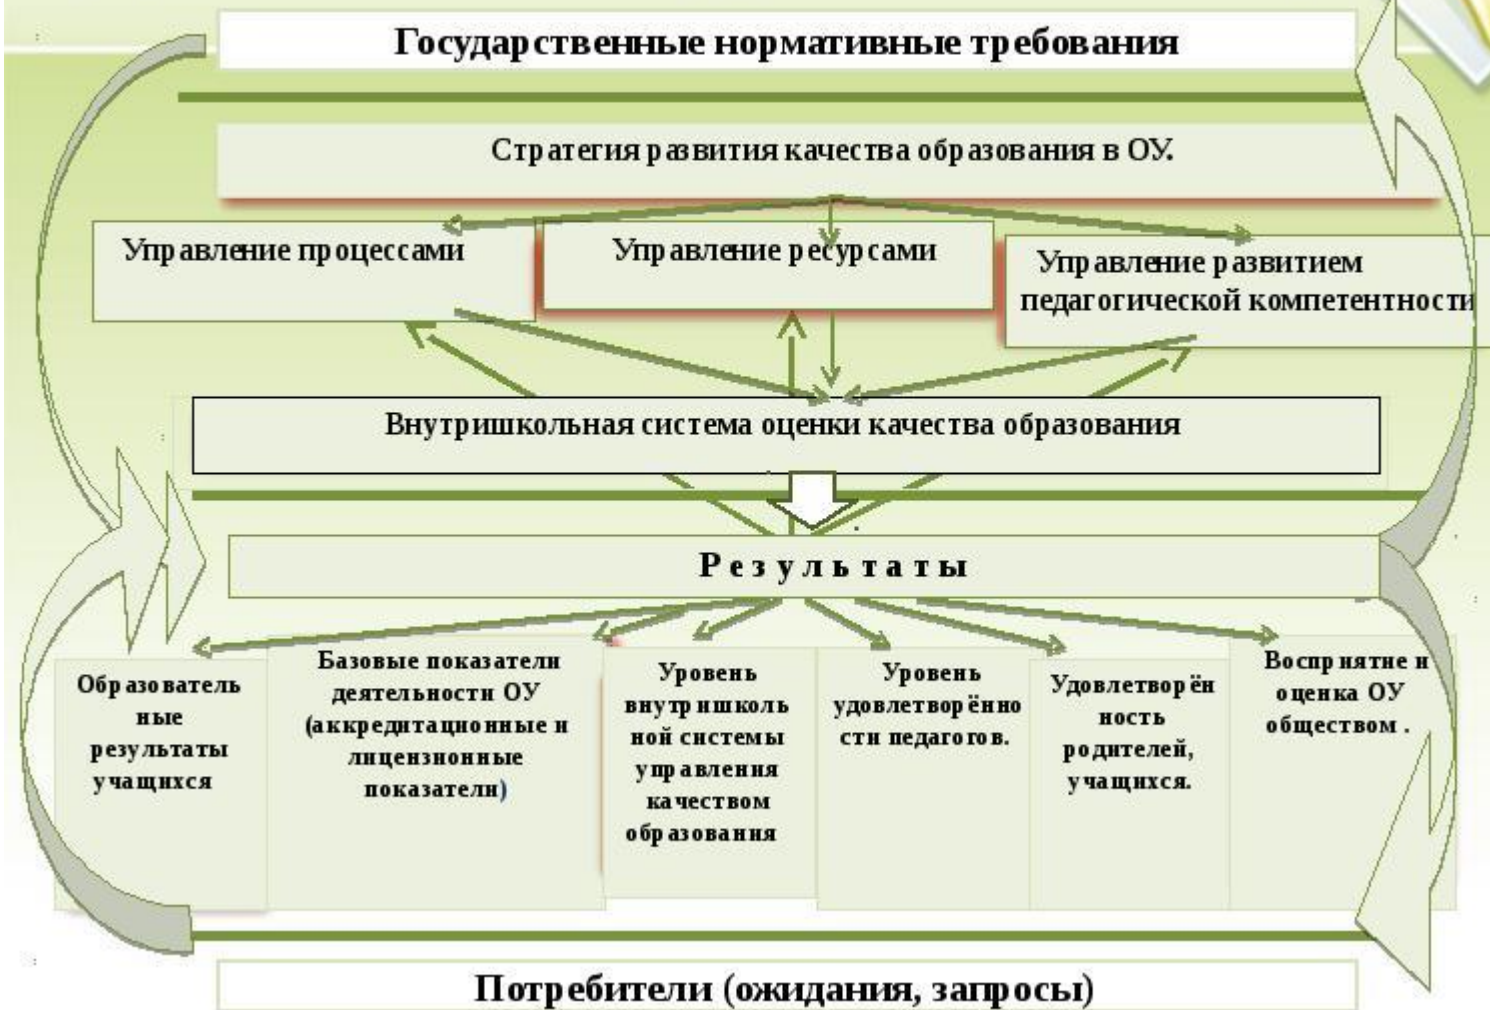 Государственные нормативные требования
Стратегия развития качества образования в ОУ.
Управление процессами
Управление ресурсами
Управление развитием
педагогической компетентности
Внутришкольная система оценки качества образования
Результаты
Образователь
ные
результаты
учащихся
Базовые показатели
деятельности ОУ
(аккредитационные и
лицензионные
показатели)
Уровень
внутришколь
ной системы
управления
качеством
образования
Уровень
удовлетворённо
сти педагогов.
Удовлетворён
ность
родителей,
учащихся.
Восприятие и
оценка ОУ
обществом .
Потребители (ожидания, запросы)